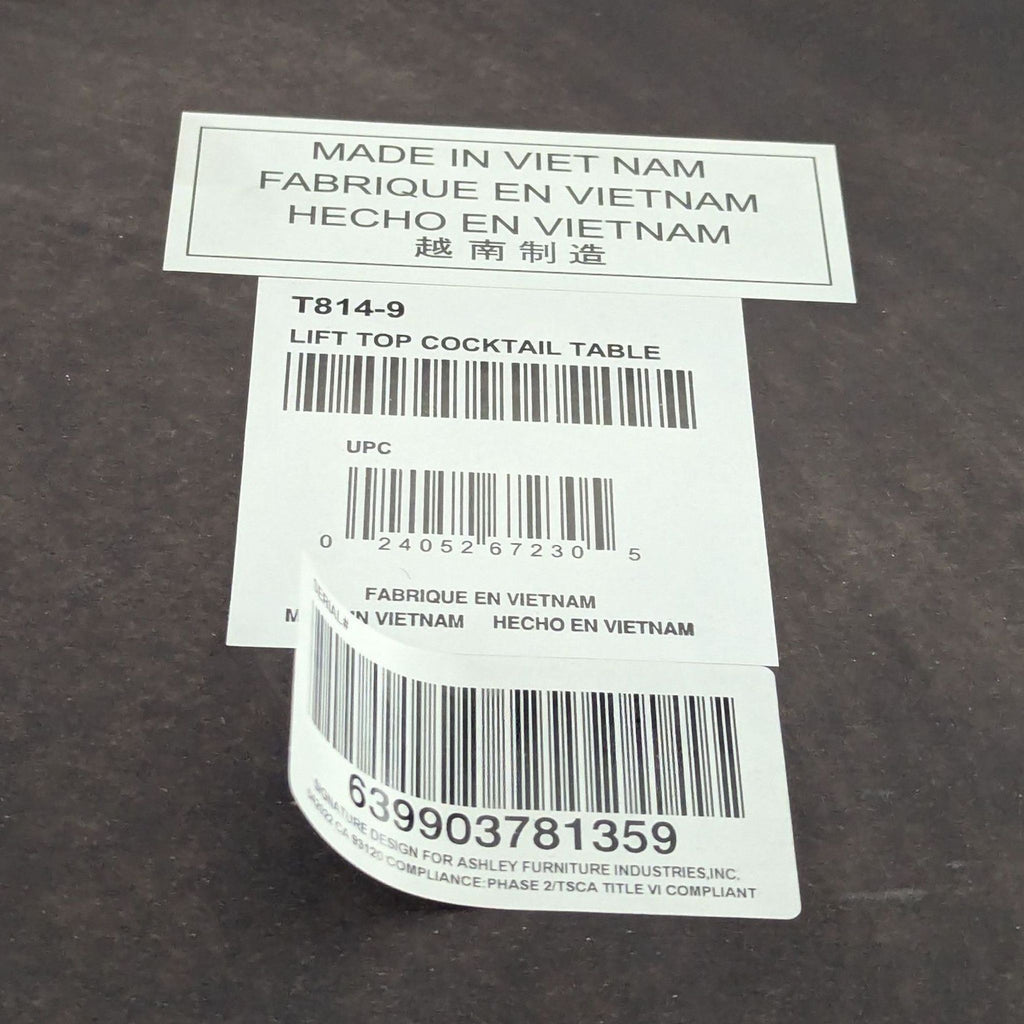 MADE IN VIET NAM
FABRIQUE EN VIETNAM
HECHO EN VIETNAM
越南制造
T814-9
LIFT TOP COCKTAIL TABLE
UPC
0 24052 67230 5
FABRIQUE EN VIETNAM
IN VIETNAM HECHO EN VIETNAM
SERIAL#
639903781359
SIGNATURE DESIGN FOR ASHLEY FURNITURE INDUSTRIES,INC.
CA 93120 COMPLIANCE:PHASE 2/TSCA TITLE VI COMPLIANT